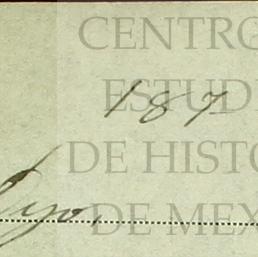 CENTRO
ESTUD
187
DE HISTO
DE MEX